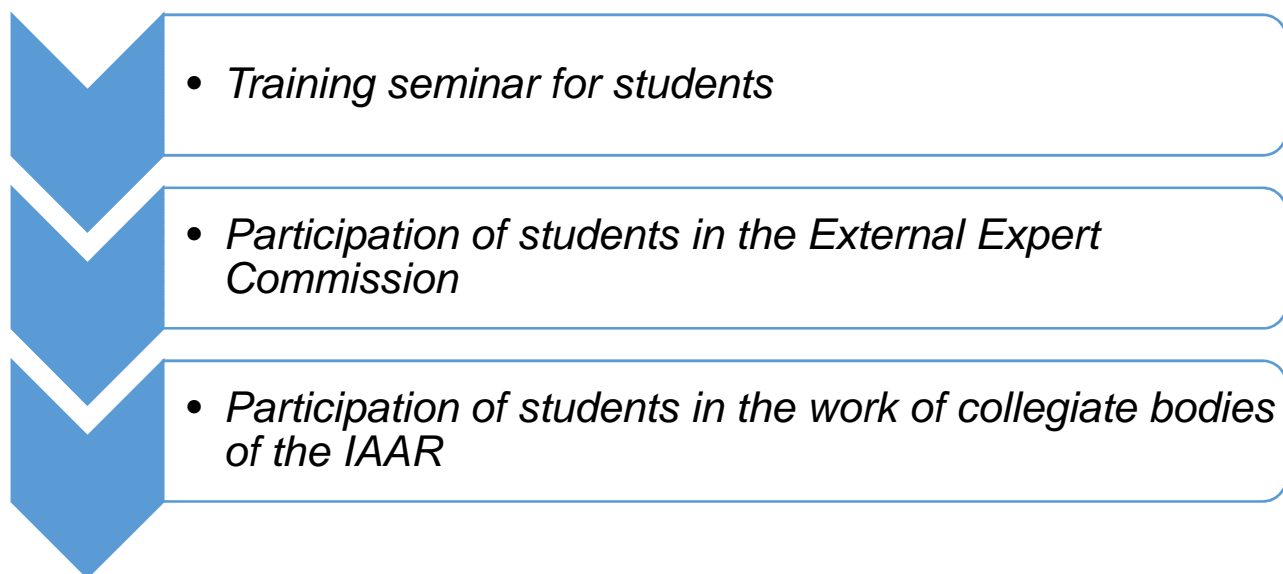 • Training seminar for students
• Participation of students in the External Expert
Commission
• Participation of students in the work of collegiate bodies
of the IAAR